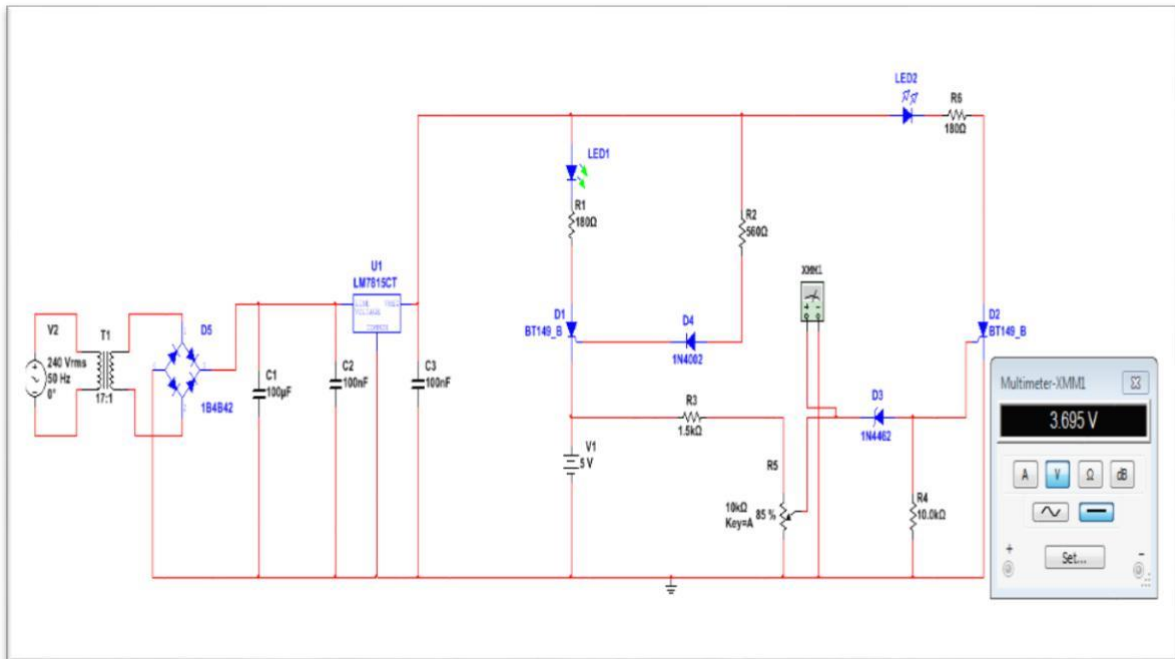 LED2
R6
180Ω
LED1
R1
180Ω
R2
560Ω
XMM1
U1
LM7815CT
V2
T1
D5
240 Vrms
50 Hz
0°
17:1
1B4B42
C1
100µF
C2
100nF
C3
100nF
D1
BT149_B
D4
1N4002
D2
BT149_B
R3
1.5kΩ
D3
1N4462
V1
5 V
R5
10kΩ
Key=A
85 %
R4
10.0kΩ
Multimeter-XMM1
3.695 V
A
V
Ω
dB
+
-
Set...